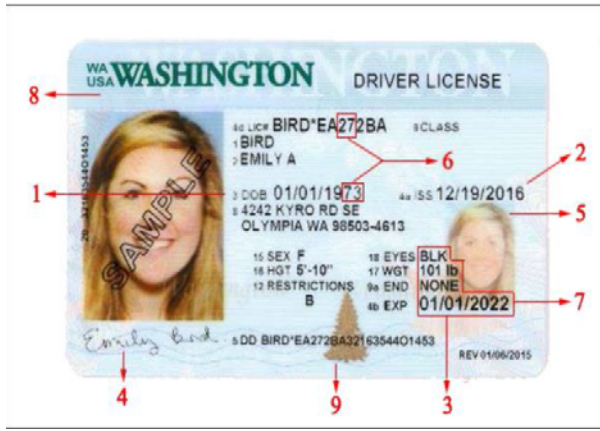 WA
USA WASHINGTON
DRIVER LICENSE
8
4d LIC# BIRD*EA272BA 9 CLASS
1 BIRD
2 EMILY A
6
2
1
3 DOB 01/01/1973 4a ISS 12/19/2016
8 4242 KYRO RD SE
OLYMPIA WA 98503-4613
5
SAMPLE
15 SEX F 18 EYES BLK
16 HGT 5'-10" 17 WGT 101 lb
12 RESTRICTIONS 9a END NONE
B 4b EXP 01/01/2022
7
Emily Bird
5 DD BIRD*EA272BA3216354401453
REV 01/06/2015
4
9
3